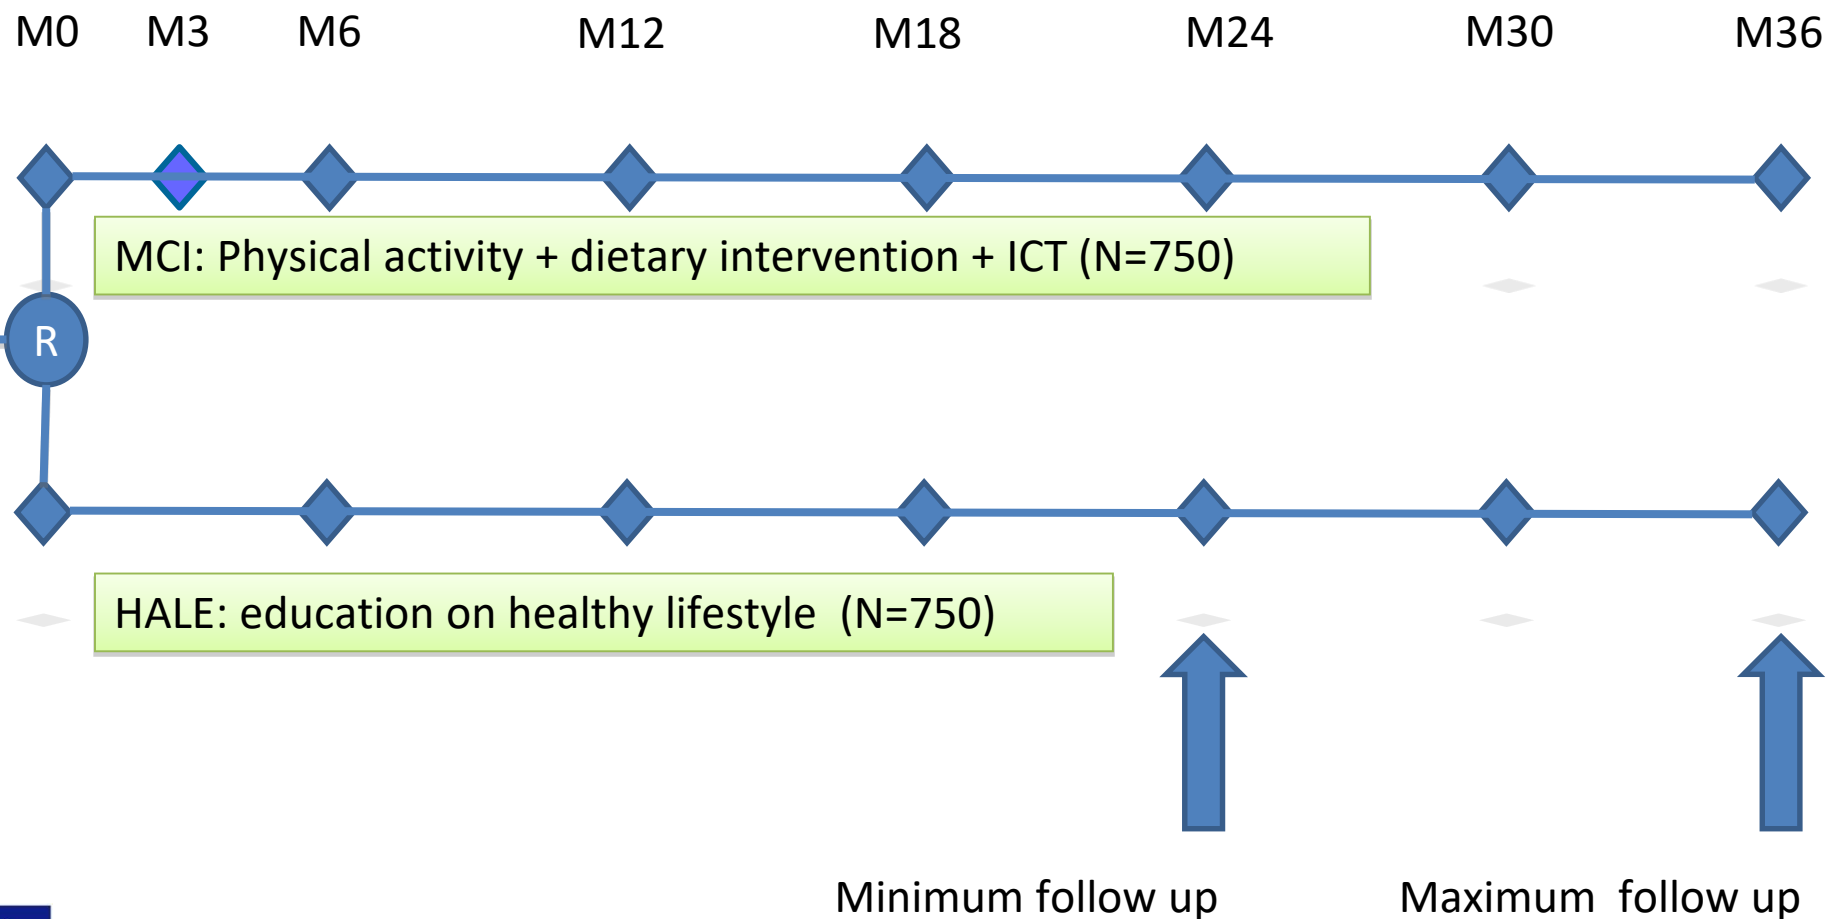 M0 M3 M6 M12 M18 M24 M30 M36
MCI: Physical activity + dietary intervention + ICT (N=750)
R
HALE: education on healthy lifestyle (N=750)
Minimum follow up Maximum follow up